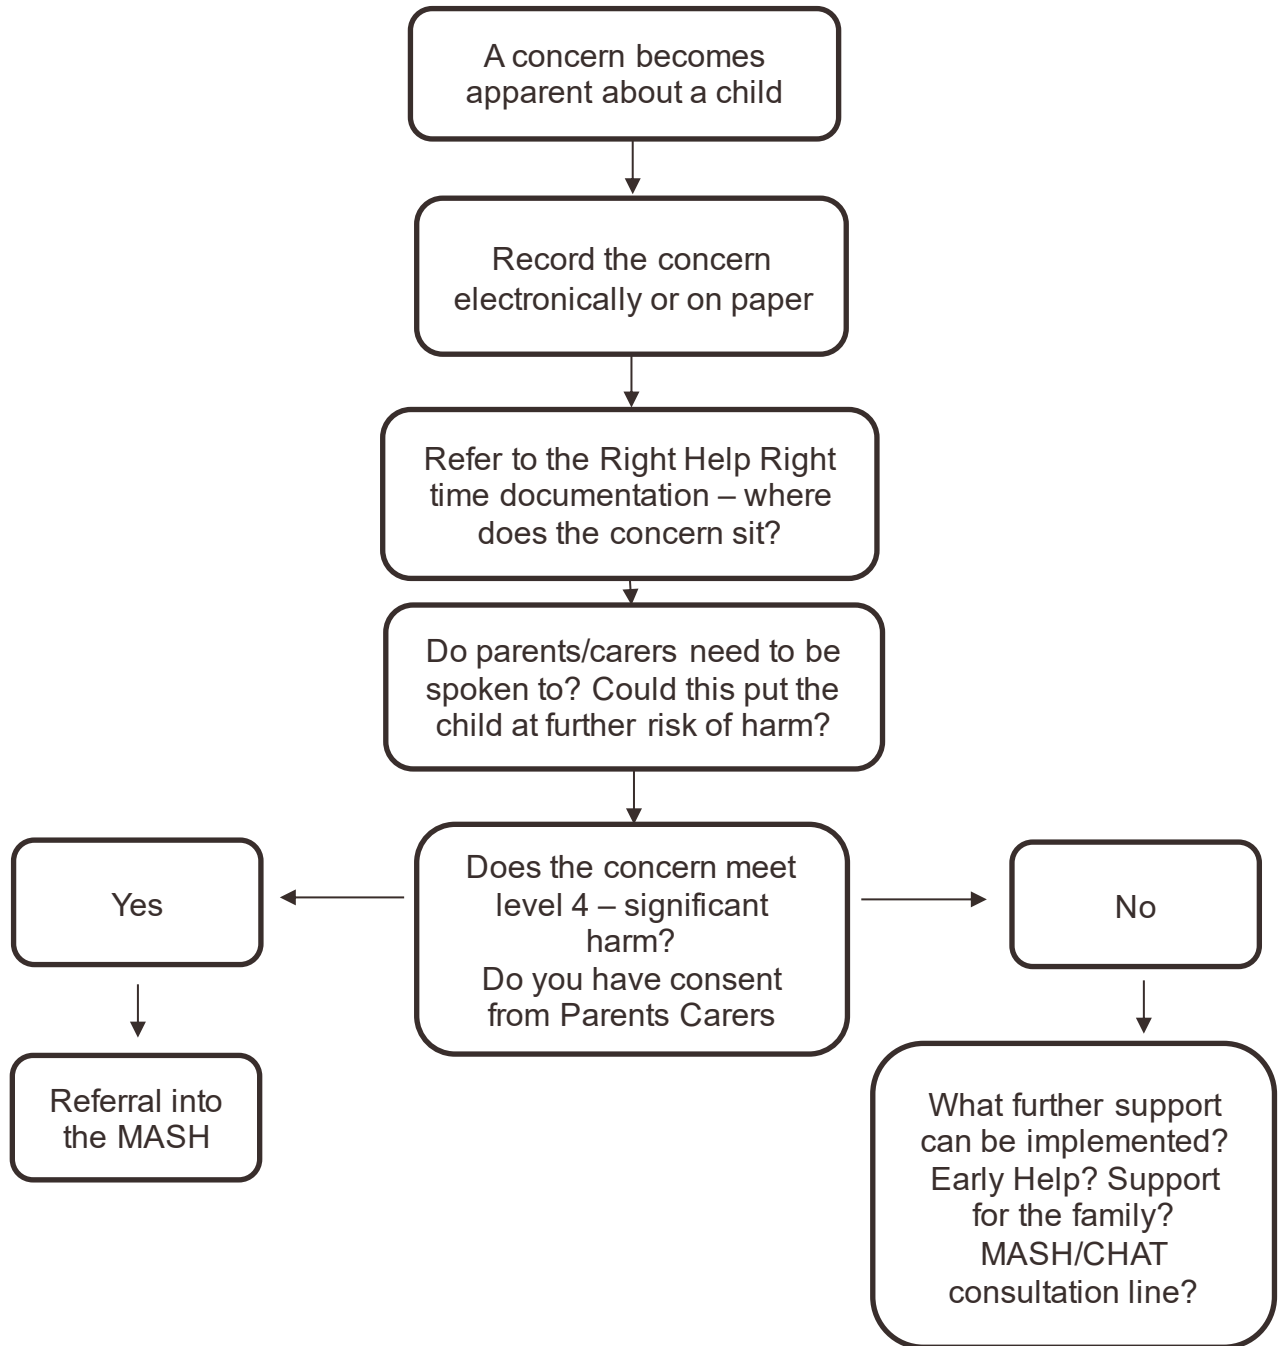 A concern becomes
apparent about a child
Record the concern
electronically or on paper
Refer to the Right Help Right
time documentation – where
does the concern sit?
Do parents/carers need to be
spoken to? Could this put the
child at further risk of harm?
Does the concern meet
level 4 – significant
harm?
Do you have consent
from Parents Carers
Yes
No
Referral into
the MASH
What further support
can be implemented?
Early Help? Support
for the family?
MASH/CHAT
consultation line?